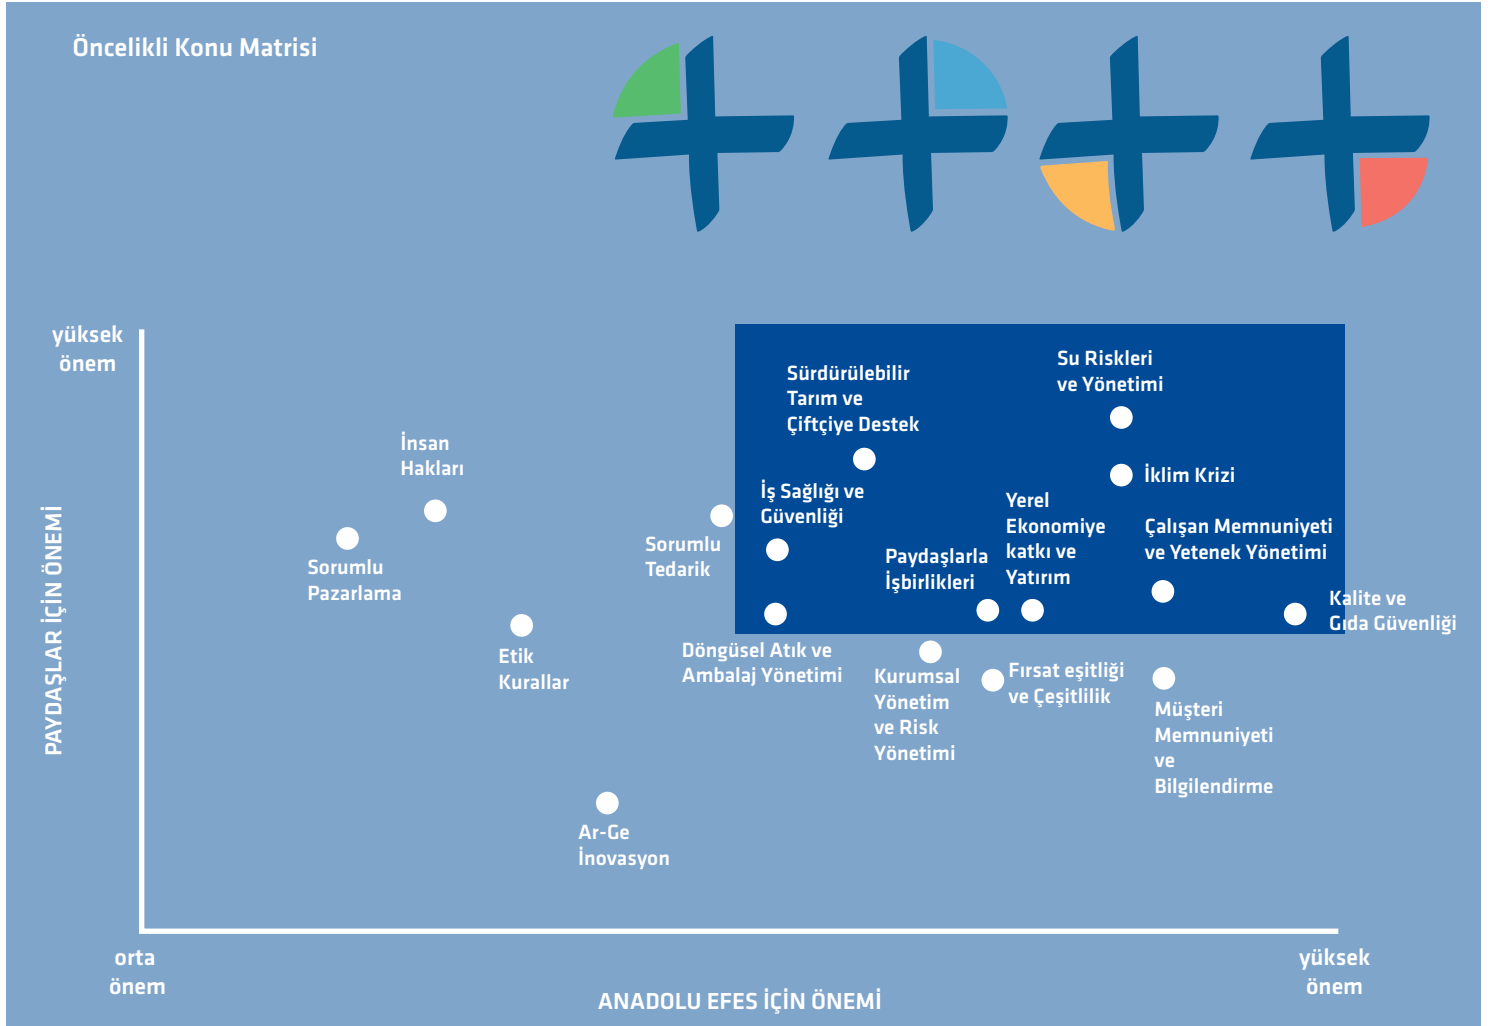 Öncelikli Konu Matrisi
yüksek
önem
PAYDAŞLAR İÇİN ÖNEMİ
Su Riskleri
ve Yönetimi
Sürdürülebilir
Tarım ve
Çiftçiye Destek
İnsan
Hakları
İklim Krizi
İş Sağlığı ve
Güvenliği
Yerel
Ekonomiye
katkı ve
Yatırım
Çalışan Memnuniyeti
ve Yetenek Yönetimi
Sorumlu
Tedarik
Paydaşlarla
İşbirlikleri
Sorumlu
Pazarlama
Kalite ve
Gıda Güvenliği
Etik
Kurallar
Döngüsel Atık ve
Ambalaj Yönetimi
Kurumsal
Yönetim
ve Risk
Yönetimi
Fırsat eşitliği
ve Çeşitlilik
Müşteri
Memnuniyeti
ve
Bilgilendirme
Ar-Ge
İnovasyon
orta
önem
yüksek
önem
ANADOLU EFES İÇİN ÖNEMİ